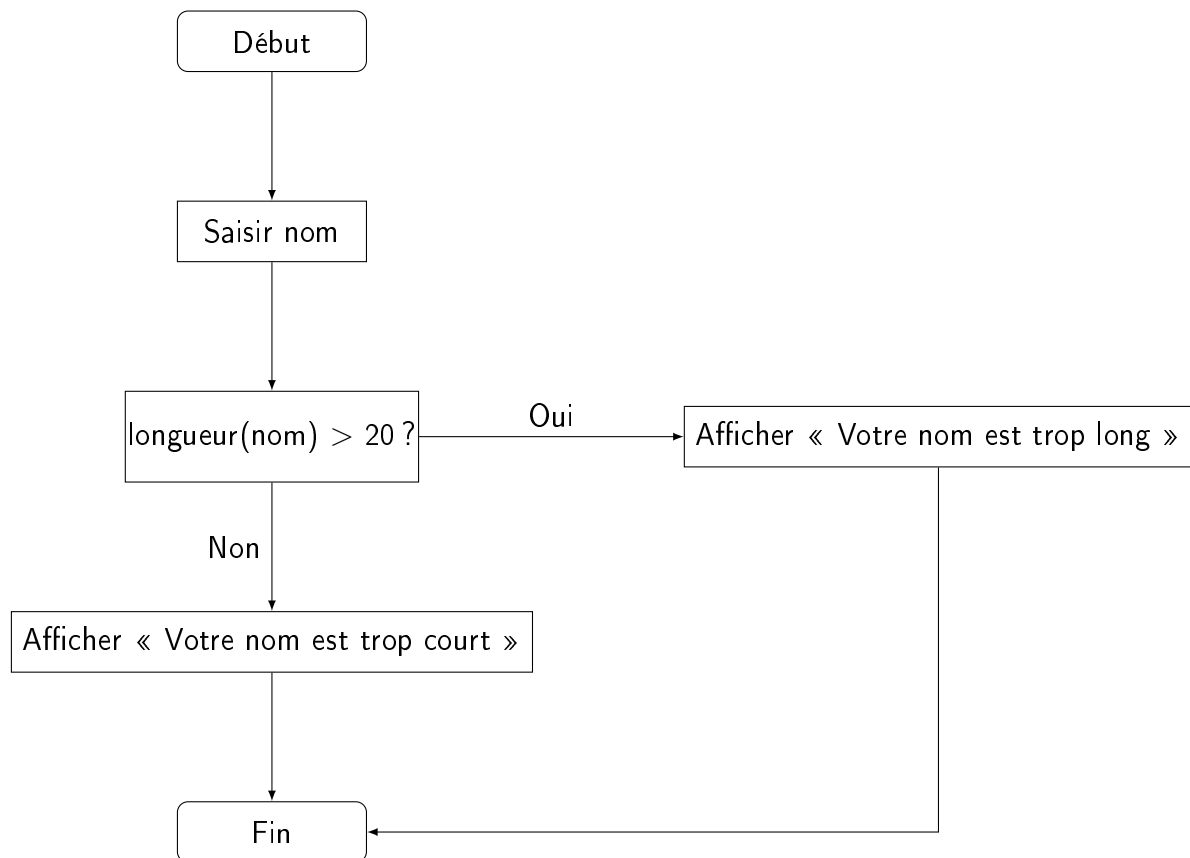 Début
Saisir nom
longueur(nom) > 20 ?
Oui
Afficher « Votre nom est trop long »
Non
Afficher « Votre nom est trop court »
Fin